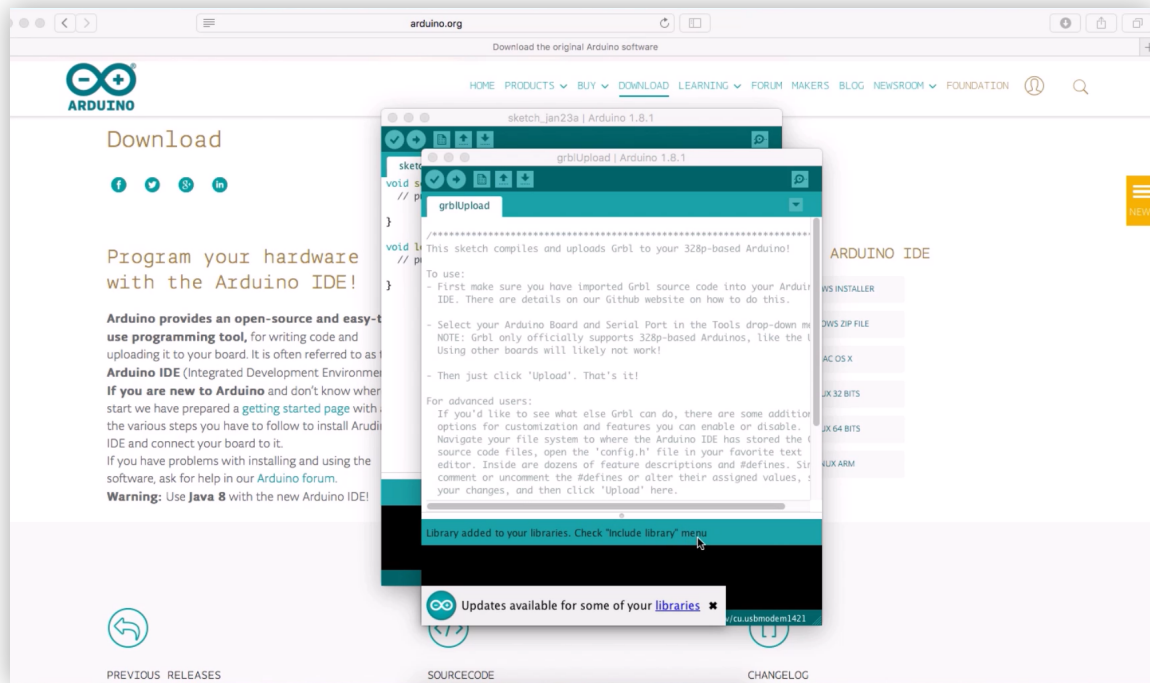 arduino.org
Download the original Arduino software
ARDUINO
HOME PRODUCTS BUY DOWNLOAD LEARNING FORUM MAKERS BLOG NEWSROOM FOUNDATION
Download
Program your hardware
with the Arduino IDE!
Arduino provides an open-source and easy-t
use programming tool, for writing code and
uploading it to your board. It is often referred to as t
Arduino IDE (Integrated Development Environme
If you are new to Arduino and don't know wher
start we have prepared a getting started page with
the various steps you have to follow to install Arudi
IDE and connect your board to it.
If you have problems with installing and using the
software, ask for help in our Arduino forum.
Warning: Use Java 8 with the new Arduino IDE!
sketch_jan23a | Arduino 1.8.1
sketc
void s
// p
}
void l
// p
}
grblUpload | Arduino 1.8.1
grblUpload
/***********************************************************************
This sketch compiles and uploads Grbl to your 328p-based Arduino!
To use:
- First make sure you have imported Grbl source code into your Arduin
IDE. There are details on our Github website on how to do this.
- Select your Arduino Board and Serial Port in the Tools drop-down m
NOTE: Grbl only officially supports 328p-based Arduinos, like the
Using other boards will likely not work!
- Then just click 'Upload'. That's it!
For advanced users:
If you'd like to see what else Grbl can do, there are some addition
options for customization and features you can enable or disable.
Navigate your file system to where the Arduino IDE has stored the
source code files, open the 'config.h' file in your favorite text
editor. Inside are dozens of feature descriptions and #defines. Si
comment or uncomment the #defines or alter their assigned values, s
your changes, and then click 'Upload' here.
Library added to your libraries. Check "Include library" menu
Updates available for some of your libraries ✖
/cu.usbmodem1421
ARDUINO IDE
WS INSTALLER
OWS ZIP FILE
AC OS X
UX 32 BITS
UX 64 BITS
NUX ARM
NEW
PREVIOUS RELEASES
SOURCECODE
CHANGELOG